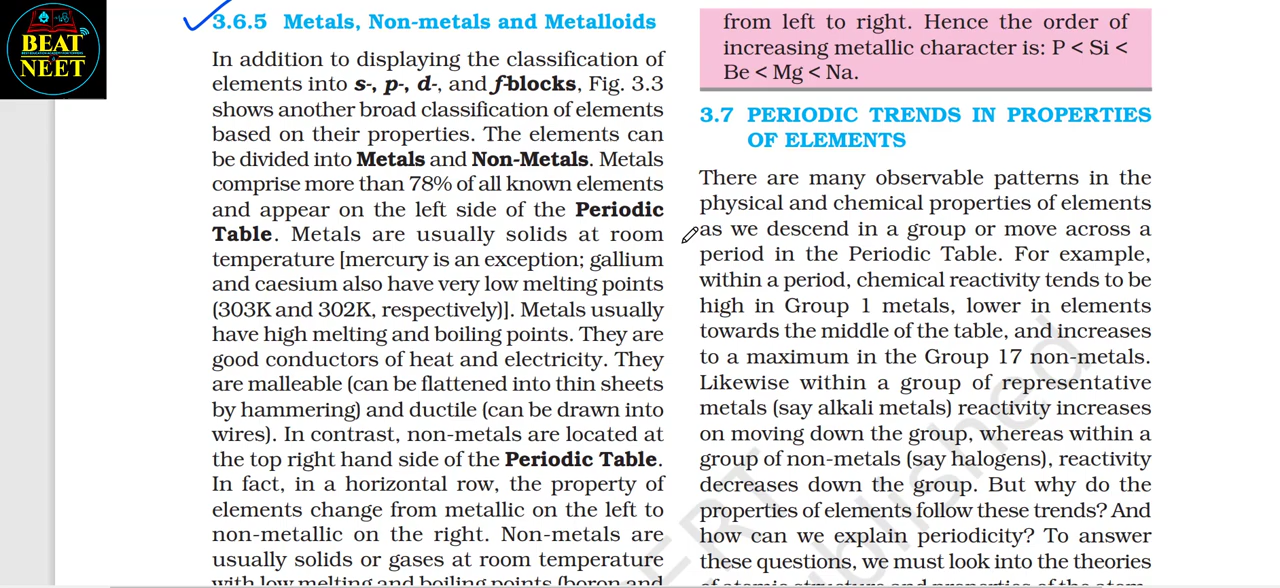 BEAT
NEET
3.6.5 Metals, Non-metals and Metalloids
In addition to displaying the classification of
elements into s-, p-, d-, and f-blocks, Fig. 3.3
shows another broad classification of elements
based on their properties. The elements can
be divided into Metals and Non-Metals. Metals
comprise more than 78% of all known elements
and appear on the left side of the Periodic
Table. Metals are usually solids at room
temperature [mercury is an exception; gallium
and caesium also have very low melting points
(303K and 302K, respectively)]. Metals usually
have high melting and boiling points. They are
good conductors of heat and electricity. They
are malleable (can be flattened into thin sheets
by hammering) and ductile (can be drawn into
wires). In contrast, non-metals are located at
the top right hand side of the Periodic Table.
In fact, in a horizontal row, the property of
elements change from metallic on the left to
non-metallic on the right. Non-metals are
usually solids or gases at room temperature
with low melting and boiling points (boron and
from left to right. Hence the order of
increasing metallic character is: P < Si <
Be < Mg < Na.
3.7 PERIODIC TRENDS IN PROPERTIES
OF ELEMENTS
There are many observable patterns in the
physical and chemical properties of elements
as we descend in a group or move across a
period in the Periodic Table. For example,
within a period, chemical reactivity tends to be
high in Group 1 metals, lower in elements
towards the middle of the table, and increases
to a maximum in the Group 17 non-metals.
Likewise within a group of representative
metals (say alkali metals) reactivity increases
on moving down the group, whereas within a
group of non-metals (say halogens), reactivity
decreases down the group. But why do the
properties of elements follow these trends? And
how can we explain periodicity? To answer
these questions, we must look into the theories
of atomic structure and properties of the atom.